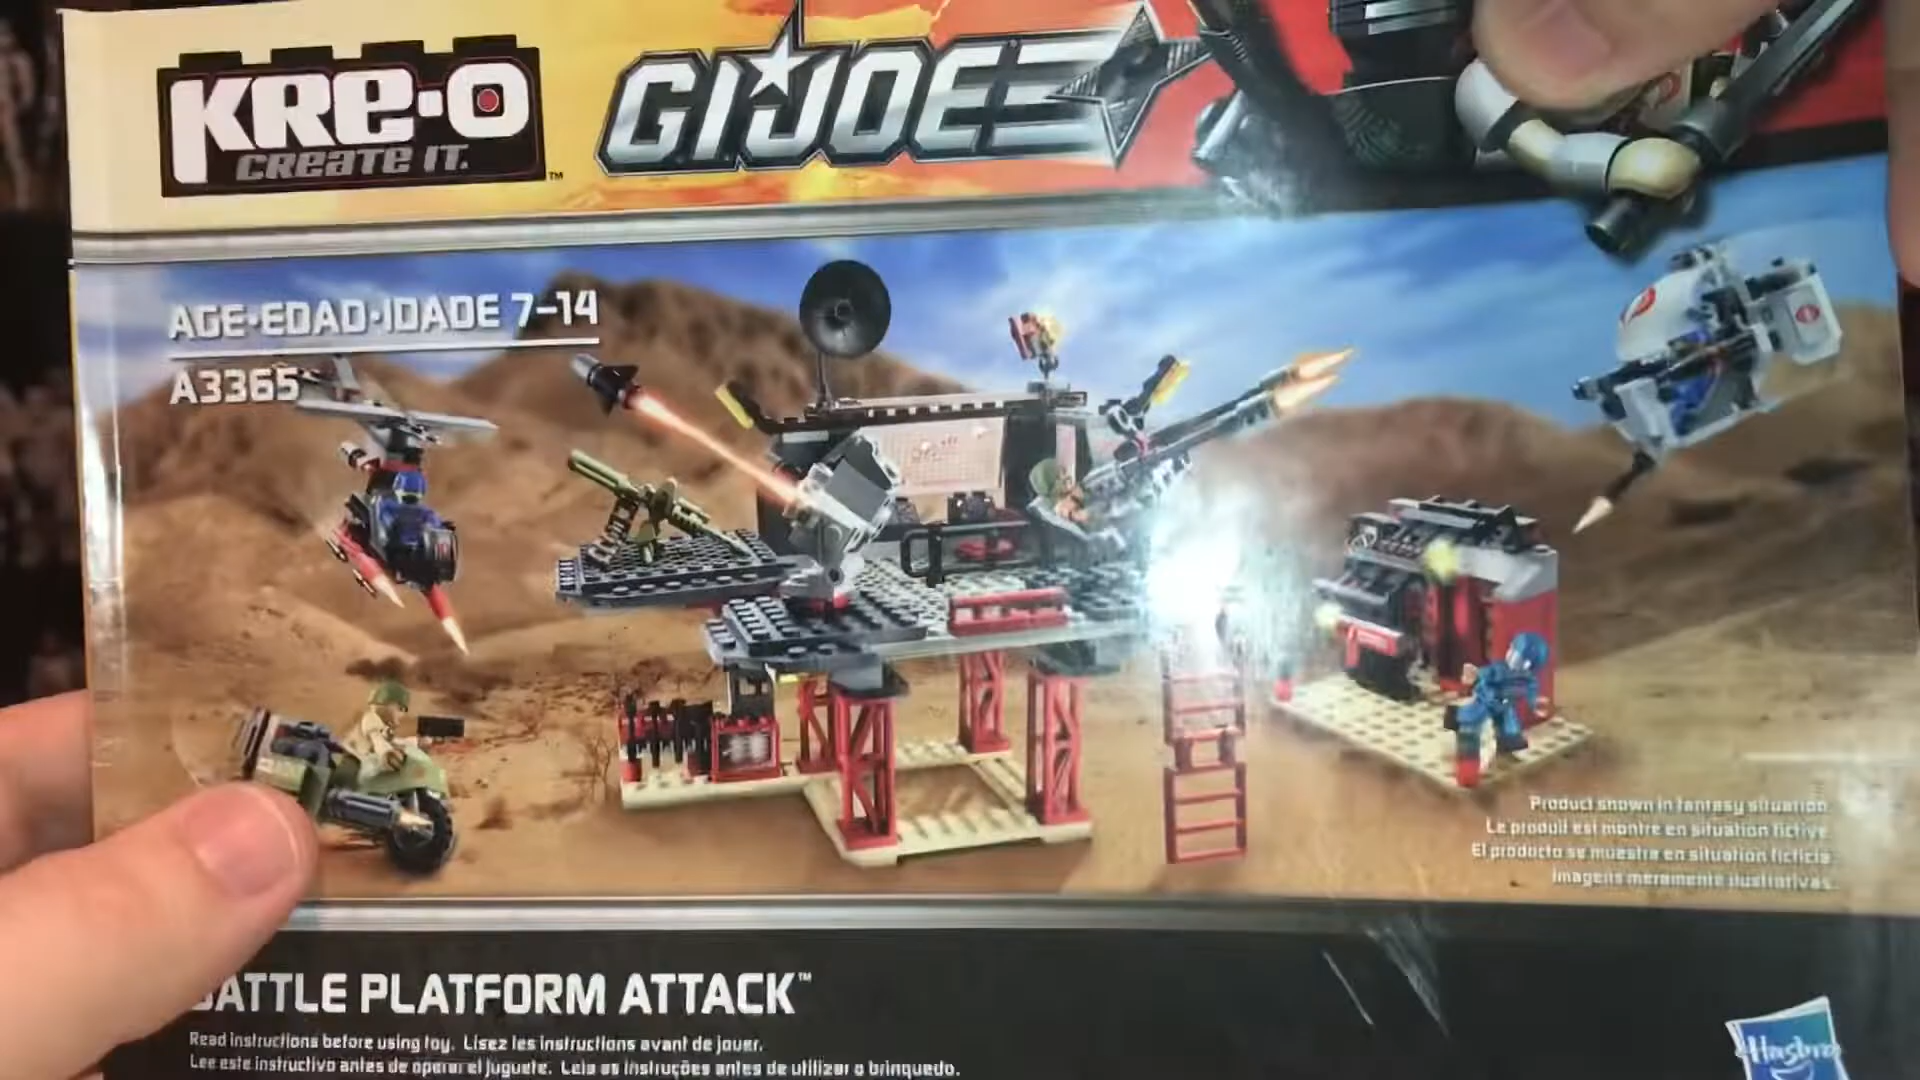 KRE-O
CREATE IT.™
GI JOE
AGE•EDAD•IDADE 7-14
A3365
Product shown in fantasy situation.
Le produit est montré en situation fictive.
El producto se muestra en situación ficticia.
Imagens meramente ilustrativas.
BATTLE PLATFORM ATTACK™
Read instructions before using toy. Lisez les instructions avant de jouer.
Lee este instructivo antes de operar el juguete. Leia as instruções antes de utilizar o brinquedo.
Hasbro